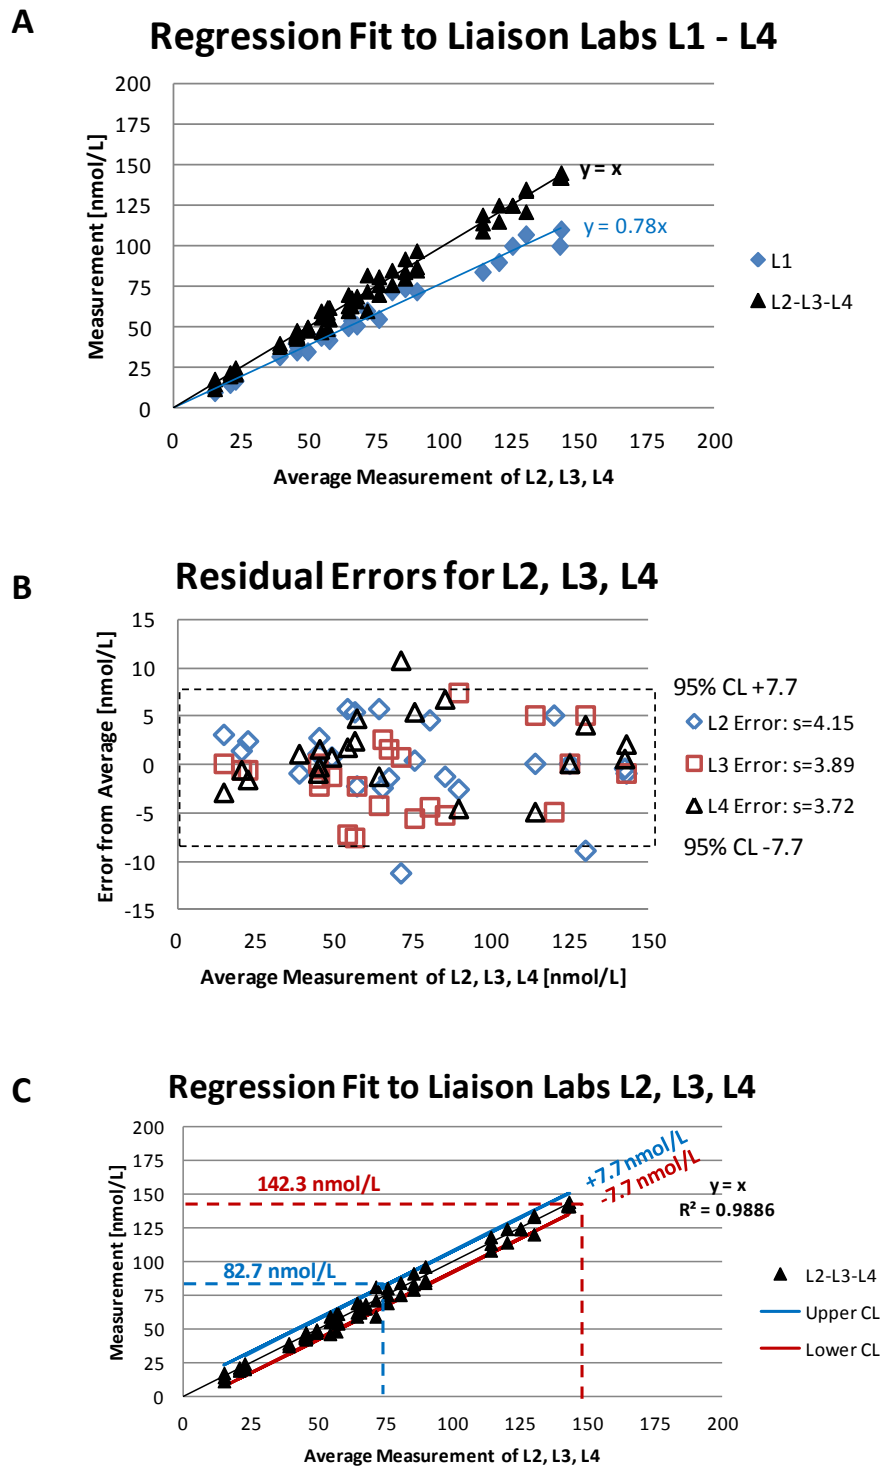 A
Regression Fit to Liaison Labs L1 - L4
200
175
150
125
100
75
50
25
0
Measurement [nmol/L]
y = x
y = 0.78x
L1
L2-L3-L4
0 25 50 75 100 125 150 175 200
Average Measurement of L2, L3, L4
B
Residual Errors for L2, L3, L4
15
10
5
0
-5
-10
-15
Error from Average [nmol/L]
95% CL +7.7
L2 Error: s=4.15
L3 Error: s=3.89
L4 Error: s=3.72
95% CL -7.7
0 25 50 75 100 125 150
Average Measurement of L2, L3, L4 [nmol/L]
C
Regression Fit to Liaison Labs L2, L3, L4
200
175
150
125
100
75
50
25
0
Measurement [nmol/L]
142.3 nmol/L
82.7 nmol/L
+7.7 nmol/L
-7.7 nmol/L
y = x
R² = 0.9886
L2-L3-L4
Upper CL
Lower CL
0 25 50 75 100 125 150 175 200
Average Measurement of L2, L3, L4